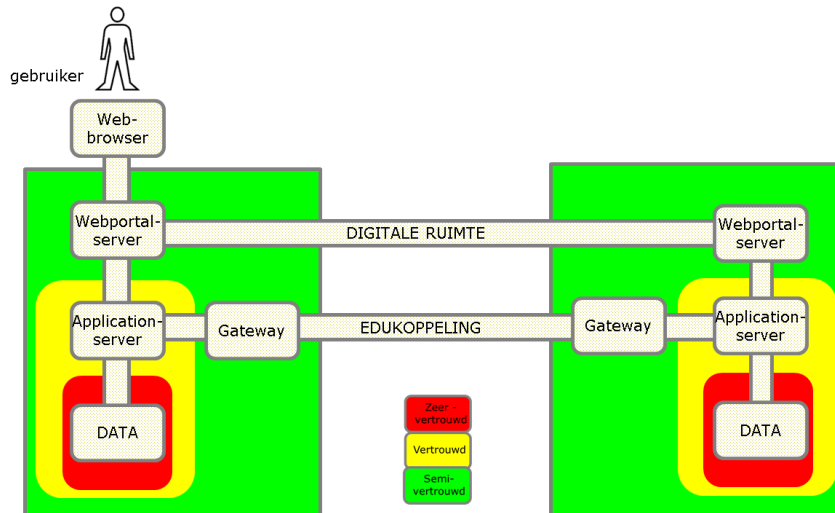 gebruiker
Web-
browser
Webportal-
server
DIGITALE RUIMTE
Webportal-
server
Application-
server
Gateway
EDUKOPPELING
Gateway
Application-
server
DATA
DATA
Zeer -
vertrouwd
Vertrouwd
Semi-
vertrouwd